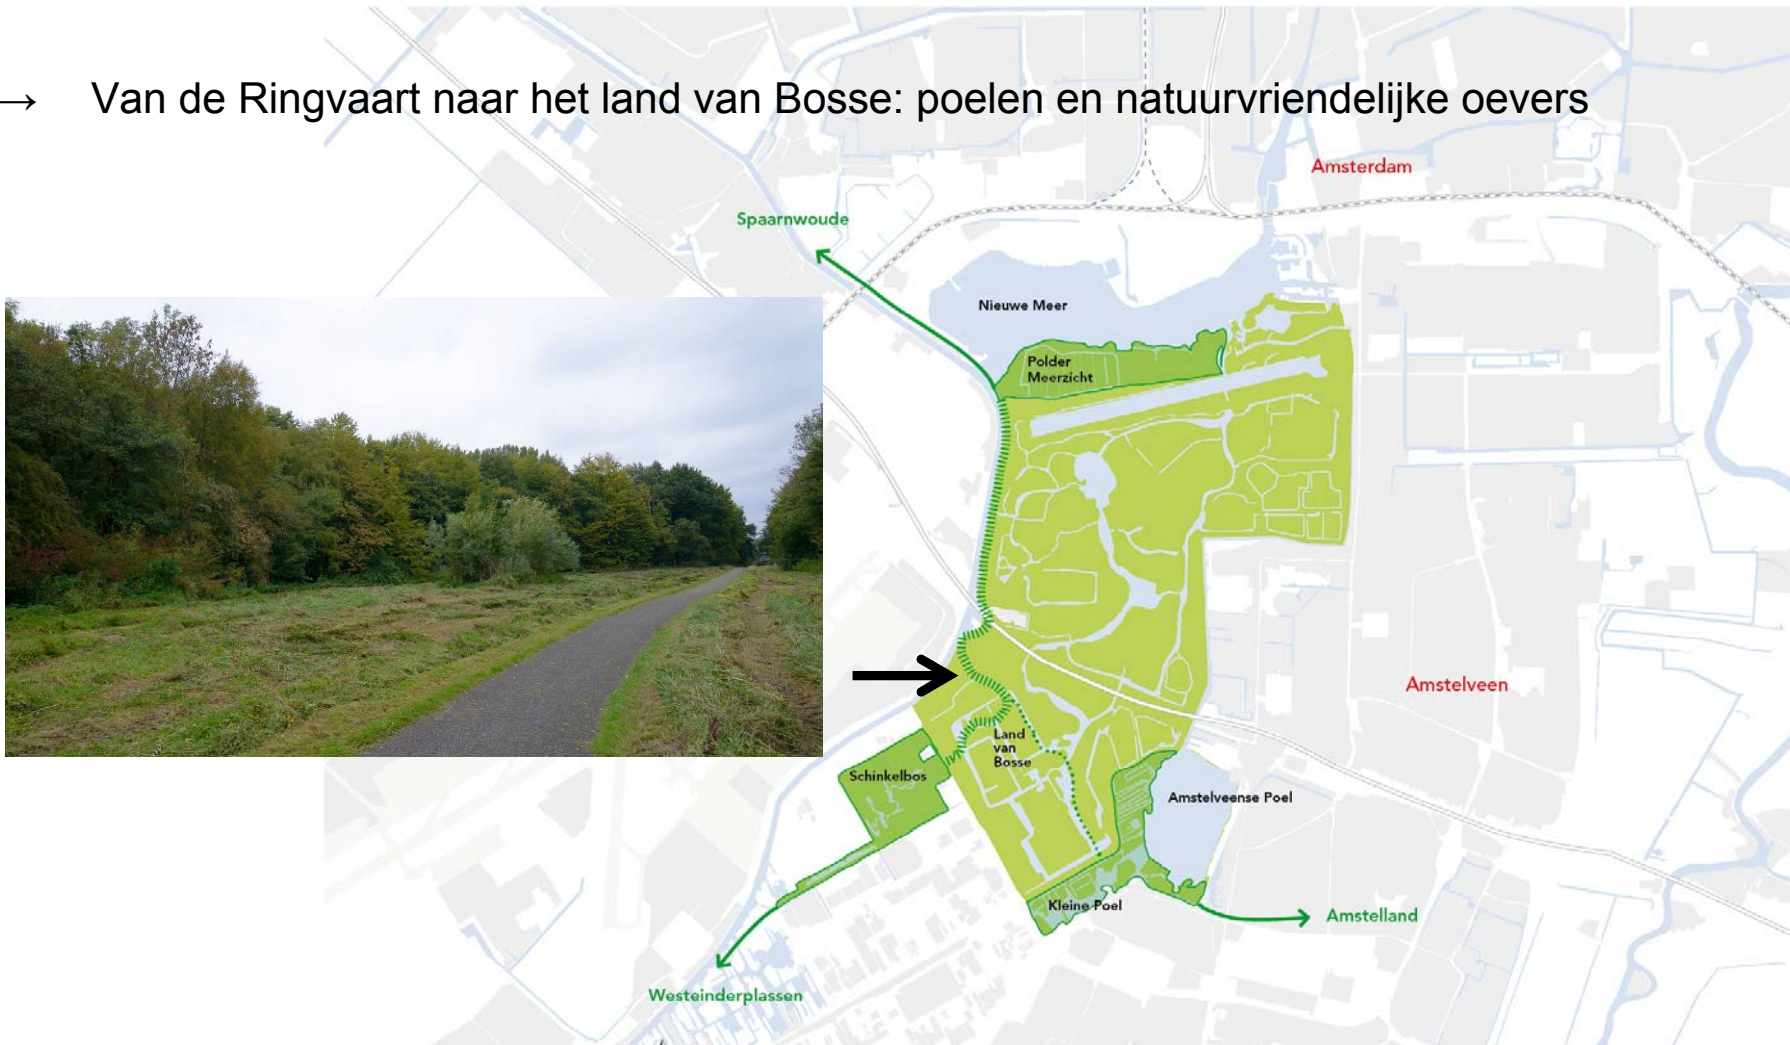 → Van de Ringvaart naar het land van Bosse: poelen en natuurvriendelijke oevers
Amsterdam
Spaarnwoude
Nieuwe Meer
Polder
Meerzicht
Amstelveen
Land
van
Bosse
Schinkelbos
Amstelveense Poel
Kleine Poel
Amstelland
Westeinderplassen